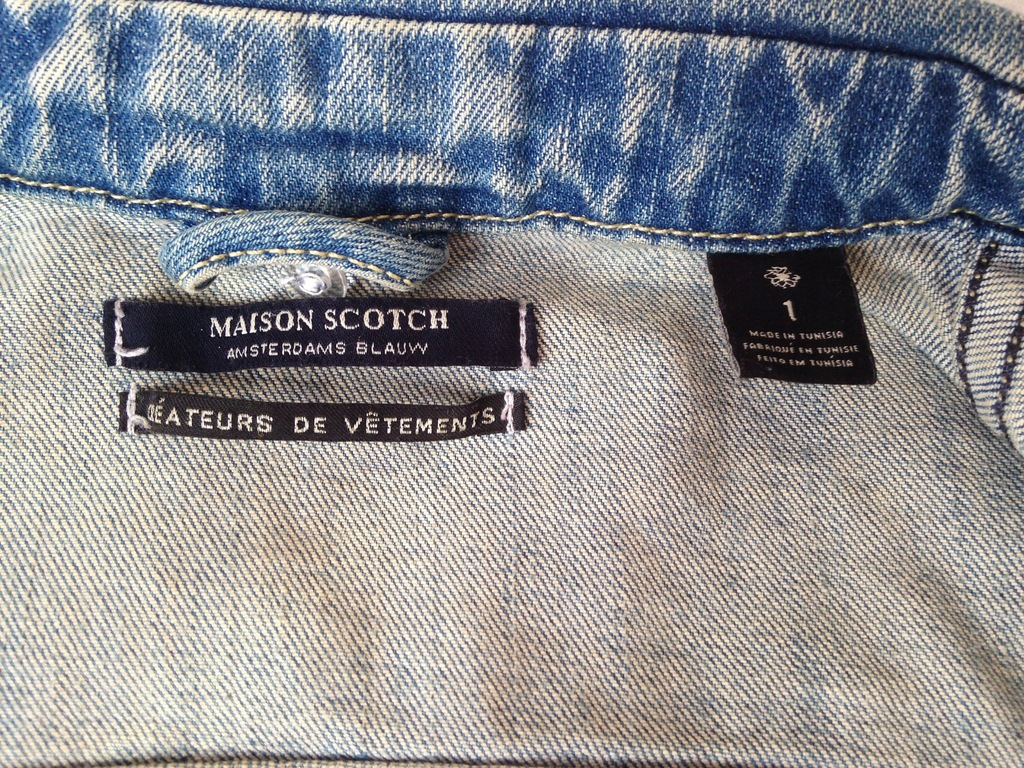 MAISON SCOTCH
AMSTERDAMS BLAUW
ÉATEURS DE VÊTEMENTS
1
MADE IN TUNISIA
FABRIQUÉ EN TUNISIE
FEITO EM TUNÍSIA